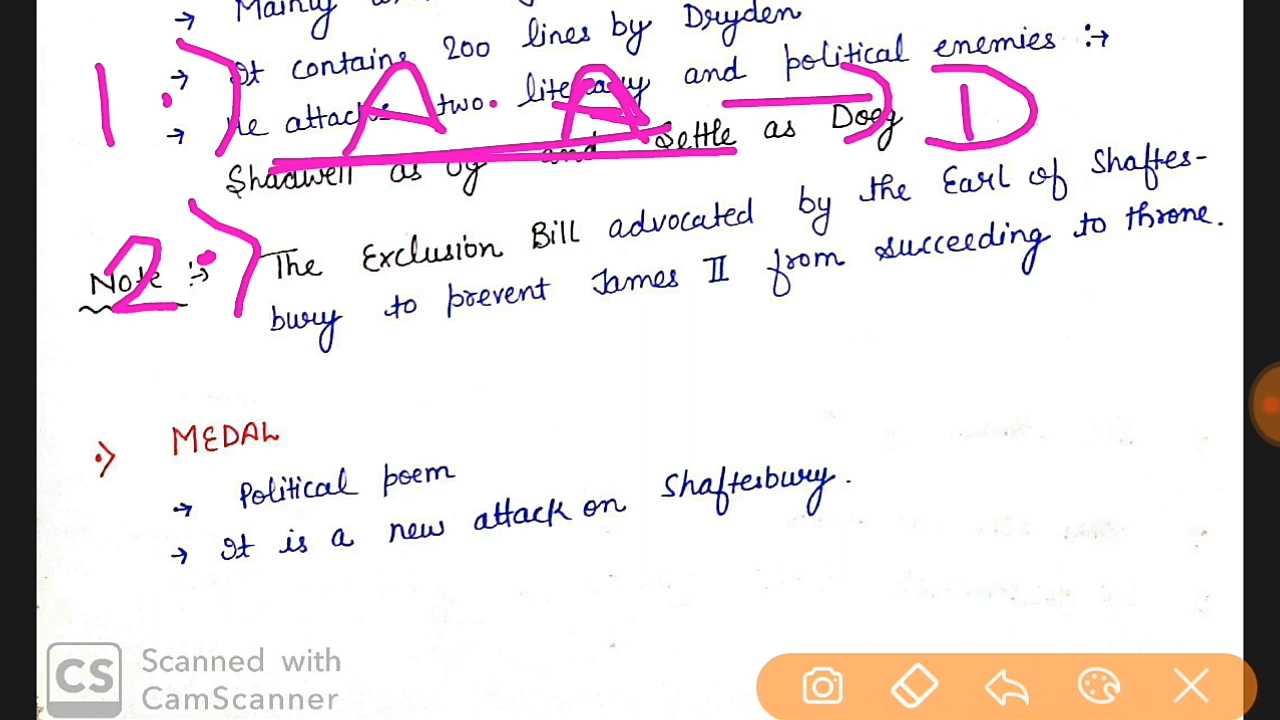 → Mainly
→ It contains 200 lines by Dryden
→ He attacks two literary and political enemies :→
Shadwell as Og and Settle as Doeg
1·) A A → D
Note :→ The Exclusion Bill advocated by the Earl of Shaftes-
bury to prevent James II from succeeding to throne.
2·)
·) MEDAL
→ Political poem
→ It is a new attack on Shaftesbury.
CS Scanned with
CamScanner